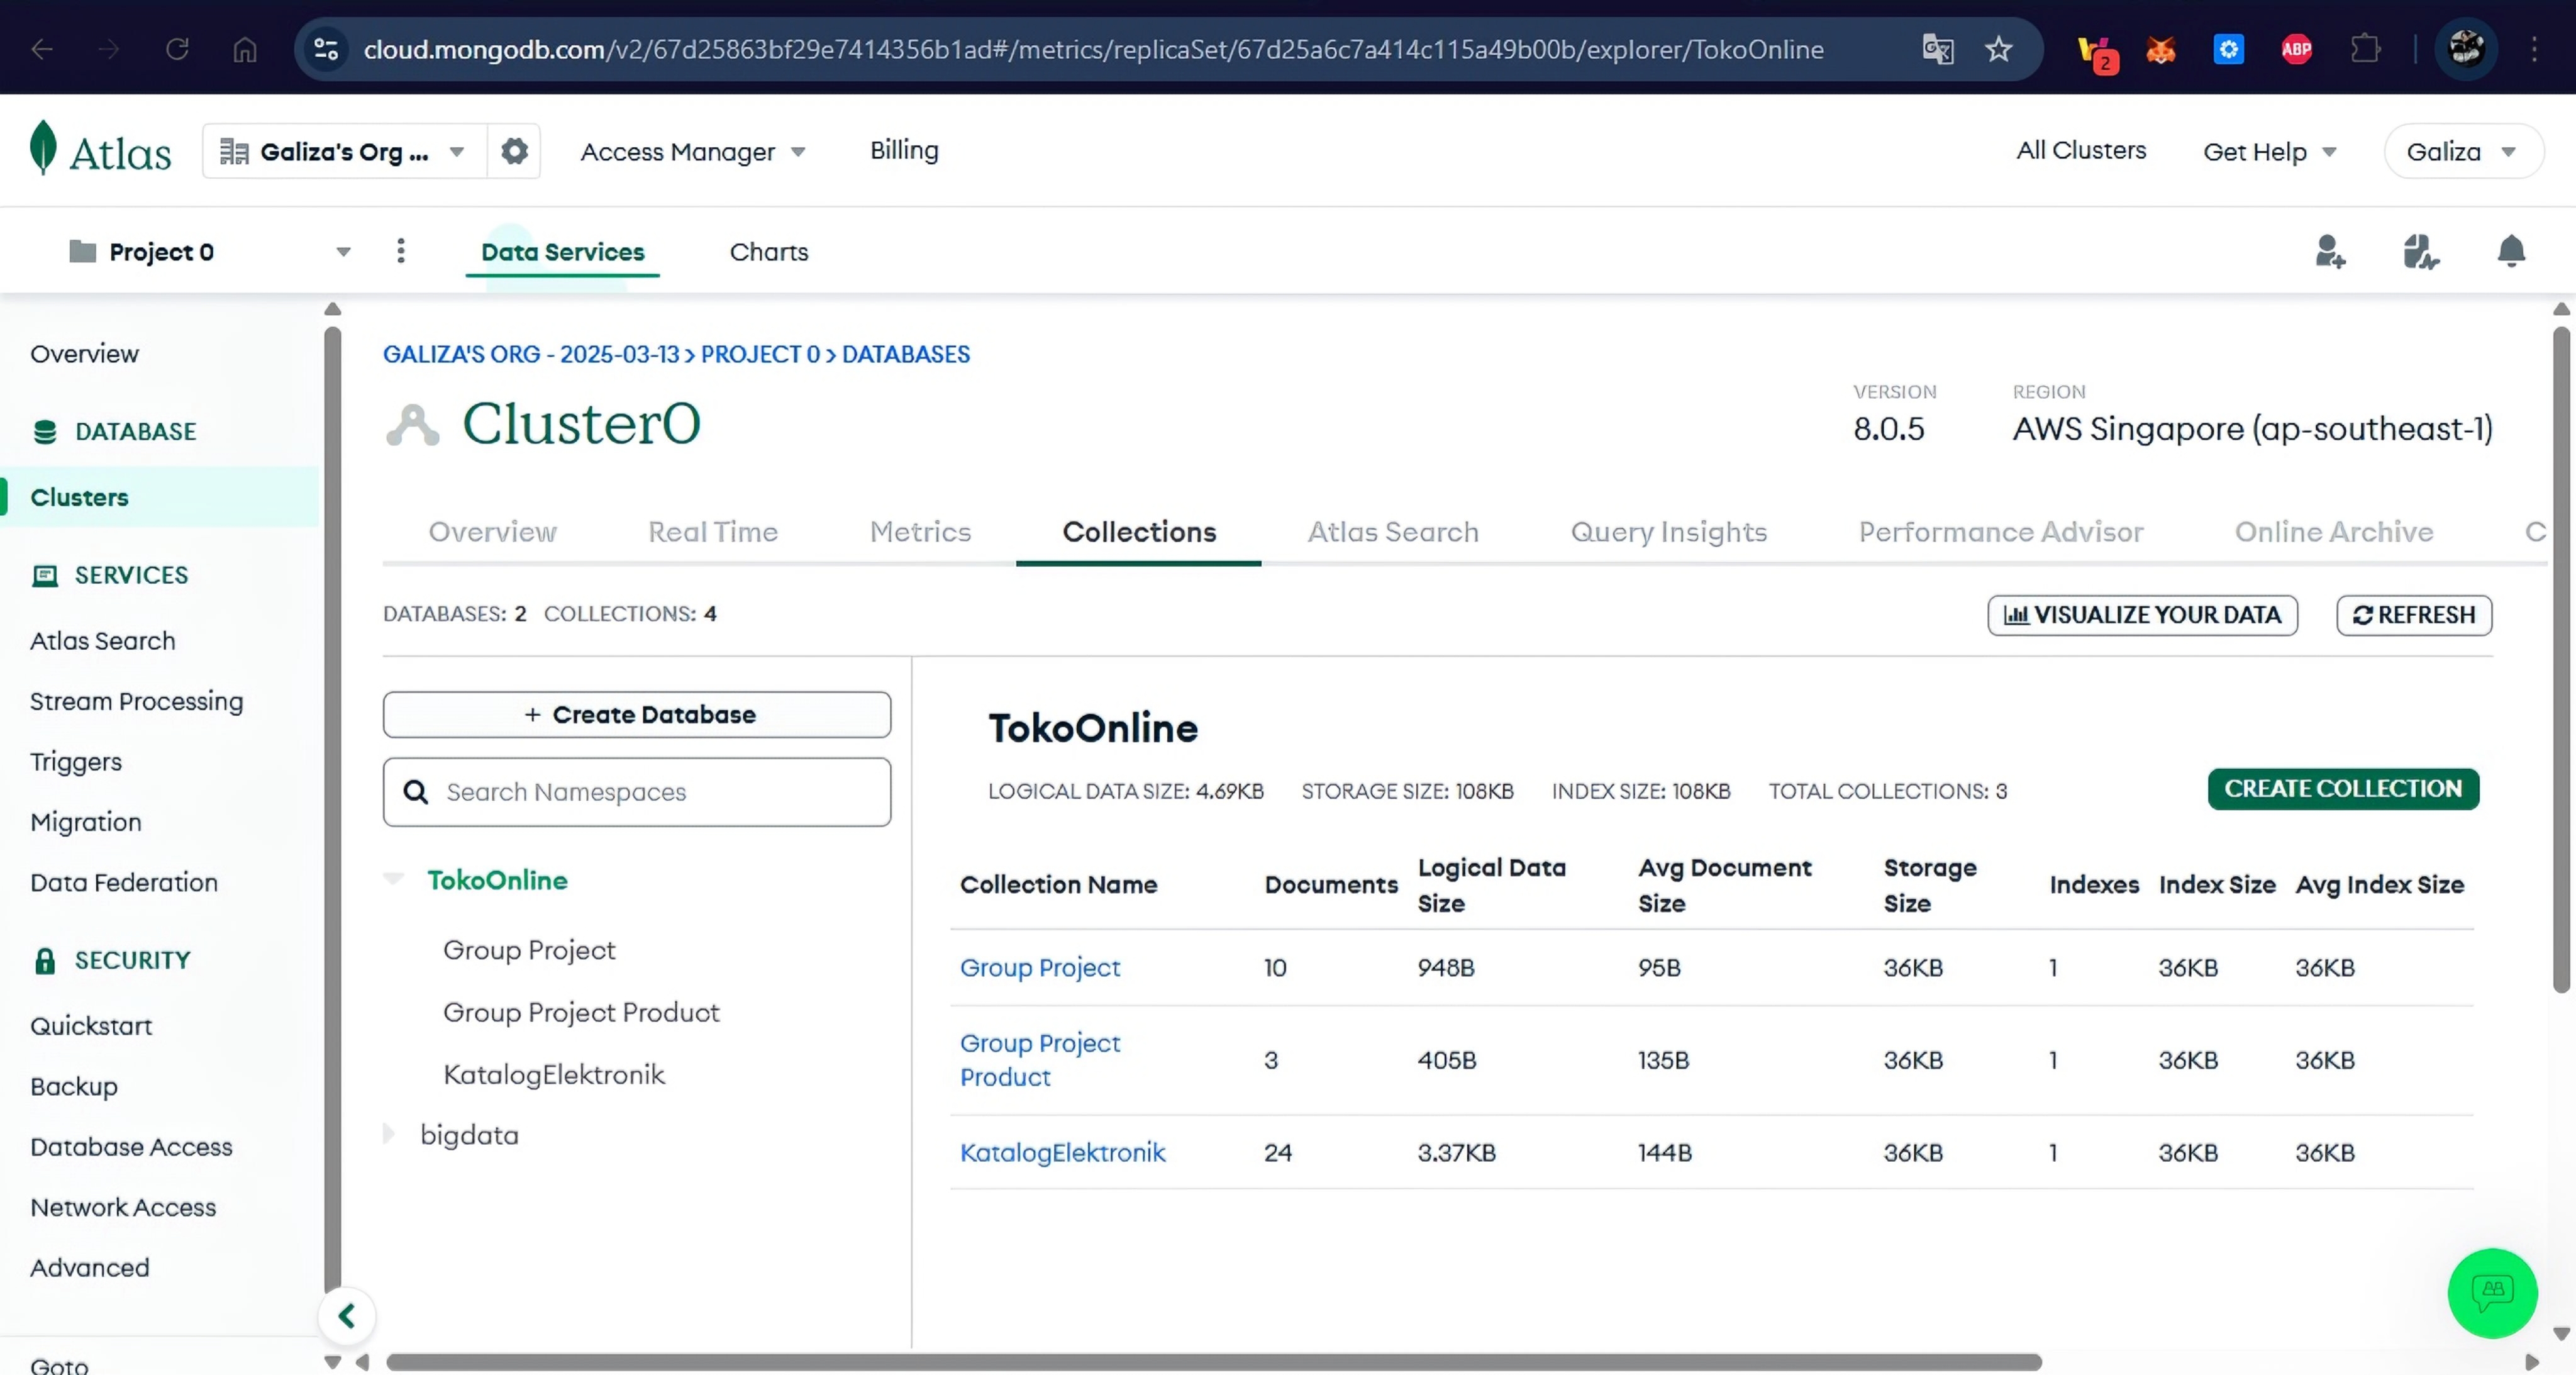 cloud.mongodb.com/v2/67d25863bf29e7414356b1ad#/metrics/replicaSet/67d25a6c7a414c115a49b00b/explorer/TokoOnline
2
ABP
Atlas
Galiza's Org ...
Access Manager
Billing
All Clusters
Get Help
Galiza
Project 0
Data Services
Charts
Overview
DATABASE
Clusters
SERVICES
Atlas Search
Stream Processing
Triggers
Migration
Data Federation
SECURITY
Quickstart
Backup
Database Access
Network Access
Advanced
Goto
GALIZA'S ORG - 2025-03-13 > PROJECT 0 > DATABASES
Cluster0
VERSION
8.0.5
REGION
AWS Singapore (ap-southeast-1)
Overview
Real Time
Metrics
Collections
Atlas Search
Query Insights
Performance Advisor
Online Archive
C
DATABASES: 2 COLLECTIONS: 4
VISUALIZE YOUR DATA
REFRESH
+ Create Database
Search Namespaces
TokoOnline
Group Project
Group Project Product
KatalogElektronik
bigdata
TokoOnline
LOGICAL DATA SIZE: 4.69KB STORAGE SIZE: 108KB INDEX SIZE: 108KB TOTAL COLLECTIONS: 3
CREATE COLLECTION
Collection Name Documents Logical Data Size Avg Document Size Storage Size Indexes Index Size Avg Index Size
Group Project 10 948B 95B 36KB 1 36KB 36KB
Group Project Product 3 405B 135B 36KB 1 36KB 36KB
KatalogElektronik 24 3.37KB 144B 36KB 1 36KB 36KB